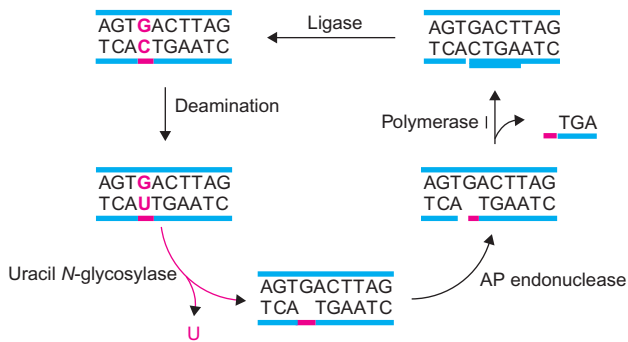 AGTGACTTAG
TCACTGAATC
Ligase
AGTGACTTAG
TCACTGAATC
Deamination
Polymerase I
TGA
AGTGACTTAG
TCAUTGAATC
AGTGACTTAG
TCA TGAATC
Uracil N-glycosylase
U
AGTGACTTAG
TCA TGAATC
AP endonuclease